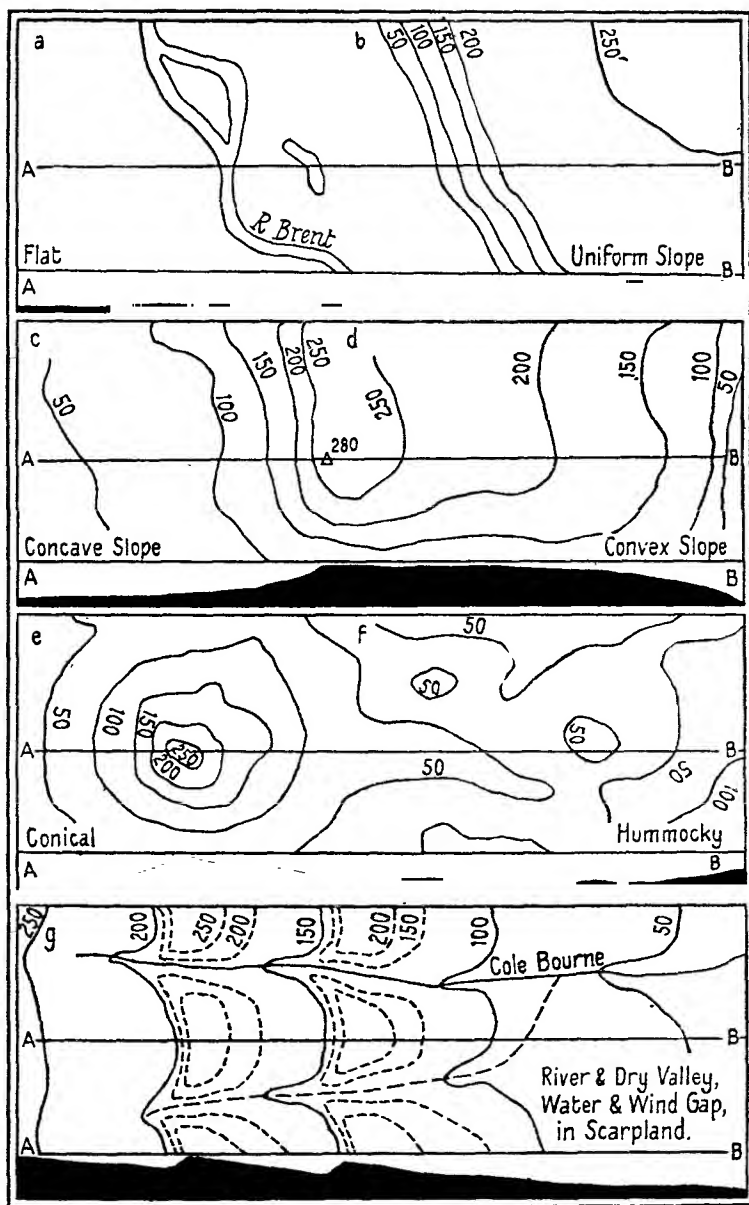 a
b
50 100 150 200
250
A
B
R Brent
Flat
Uniform Slope
B
A
c
d
50
100
150
200
250
250
200
150
100
50
A
280
B
Concave Slope
Convex Slope
A
B
e
f
50
50
100
150
250
200
50
50
50
50
100
A
B
Conical
Hummocky
A
B
250
g
200
250
200
150
200
150
100
50
Cole Bourne
A
B
River & Dry Valley,
Water & Wind Gap,
in Scarpland.
A
B